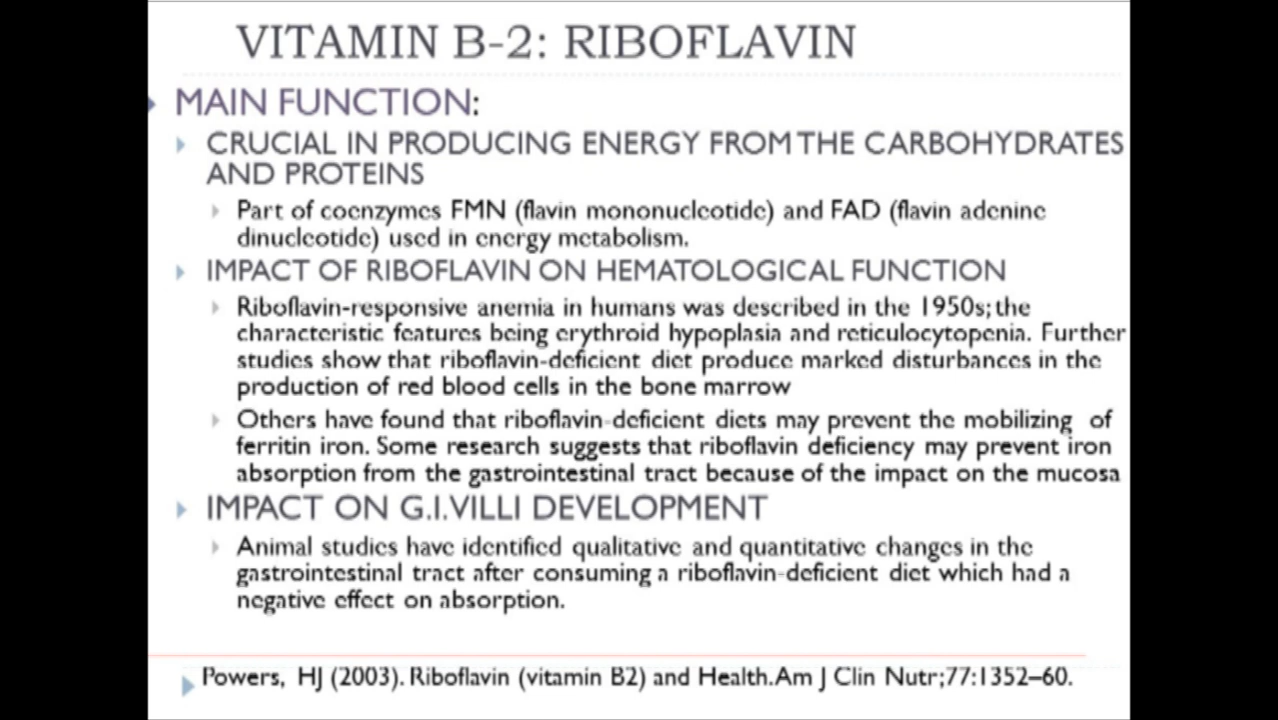 VITAMIN B-2: RIBOFLAVIN
MAIN FUNCTION:
CRUCIAL IN PRODUCING ENERGY FROM THE CARBOHYDRATES
AND PROTEINS
Part of coenzymes FMN (flavin mononucleotide) and FAD (flavin adenine
dinucleotide) used in energy metabolism.
IMPACT OF RIBOFLAVIN ON HEMATOLOGICAL FUNCTION
Riboflavin-responsive anemia in humans was described in the 1950s; the
characteristic features being erythroid hypoplasia and reticulocytopenia. Further
studies show that riboflavin-deficient diet produce marked disturbances in the
production of red blood cells in the bone marrow
Others have found that riboflavin-deficient diets may prevent the mobilizing of
ferritin iron. Some research suggests that riboflavin deficiency may prevent iron
absorption from the gastrointestinal tract because of the impact on the mucosa
IMPACT ON G.I. VILLI DEVELOPMENT
Animal studies have identified qualitative and quantitative changes in the
gastrointestinal tract after consuming a riboflavin-deficient diet which had a
negative effect on absorption.
Powers, HJ (2003). Riboflavin (vitamin B2) and Health. Am J Clin Nutr;77:1352–60.